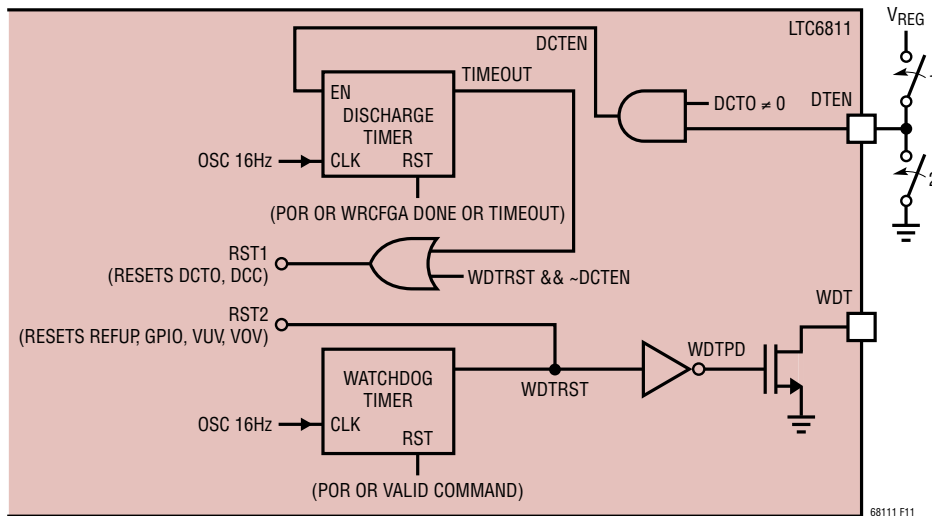 LTC6811
VREG
DCTEN
TIMEOUT
EN
DISCHARGE
TIMER
DCTO ≠ 0
DTEN
1
OSC 16Hz
CLK
RST
2
(POR OR WRCFGA DONE OR TIMEOUT)
RST1
(RESETS DCTO, DCC)
WDTRST && ~DCTEN
RST2
(RESETS REFUP, GPIO, VUV, VOV)
WDT
WATCHDOG
TIMER
WDTPD
WDTRST
OSC 16Hz
CLK
RST
(POR OR VALID COMMAND)
68111 F11